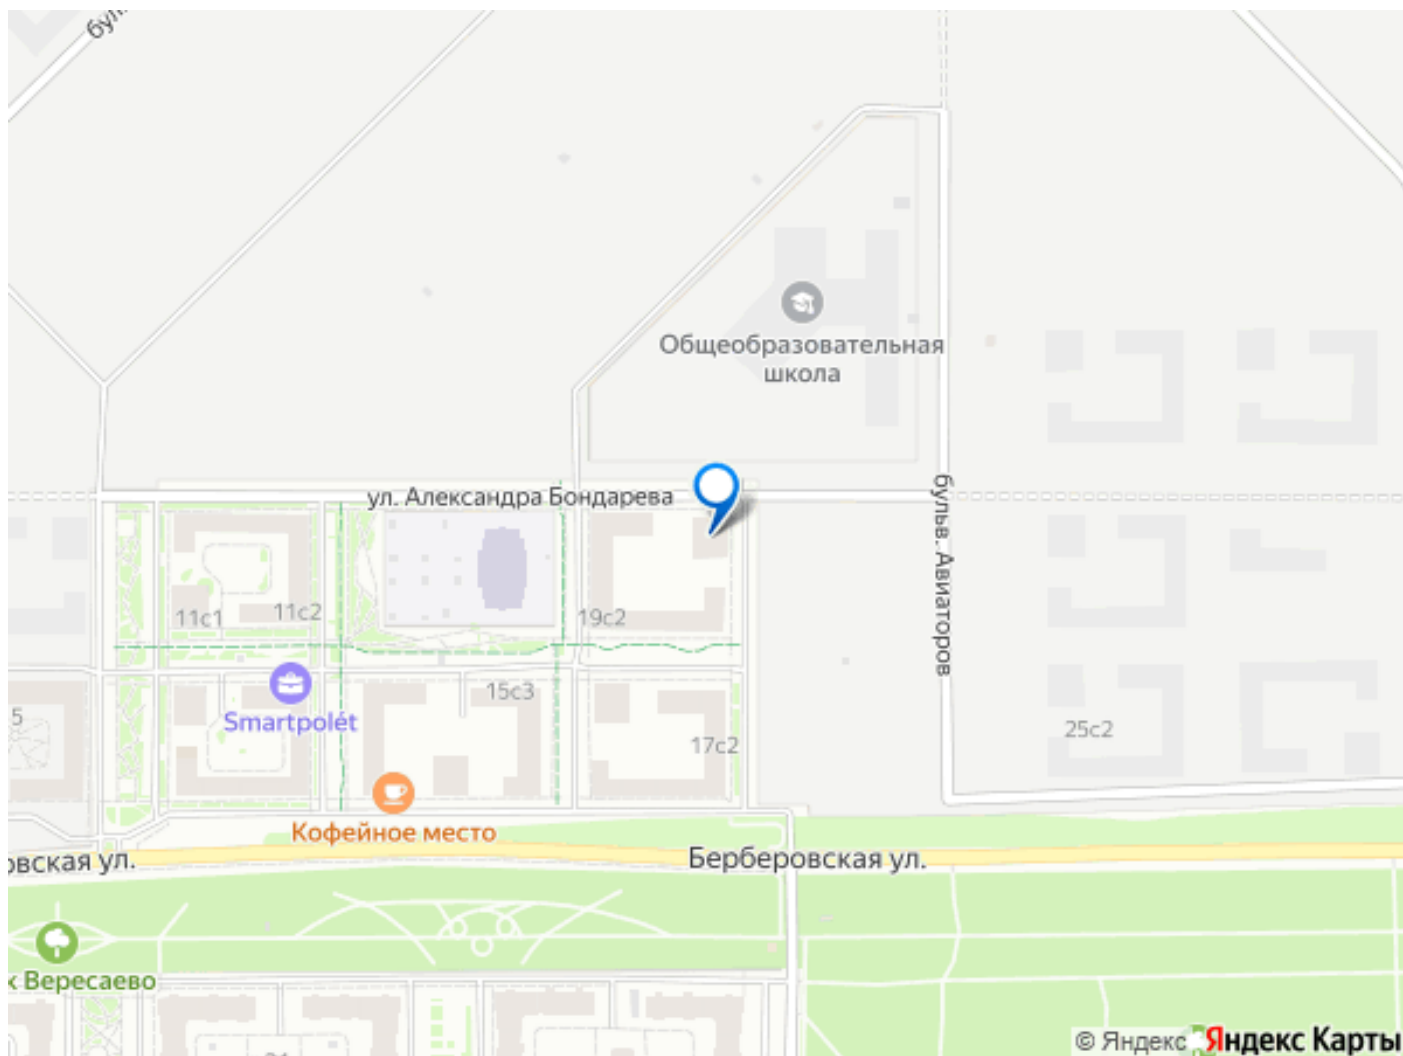 бул
Общеобразовательная
школа
ул. Александра Бондарева
бульв. Авиаторов
11с1
11с2
19с2
15с3
5
Smartpolét
17с2
25с2
Кофейное место
овская ул.
Берберовская ул.
к Вересаево
© Яндекс Яндекс Карты